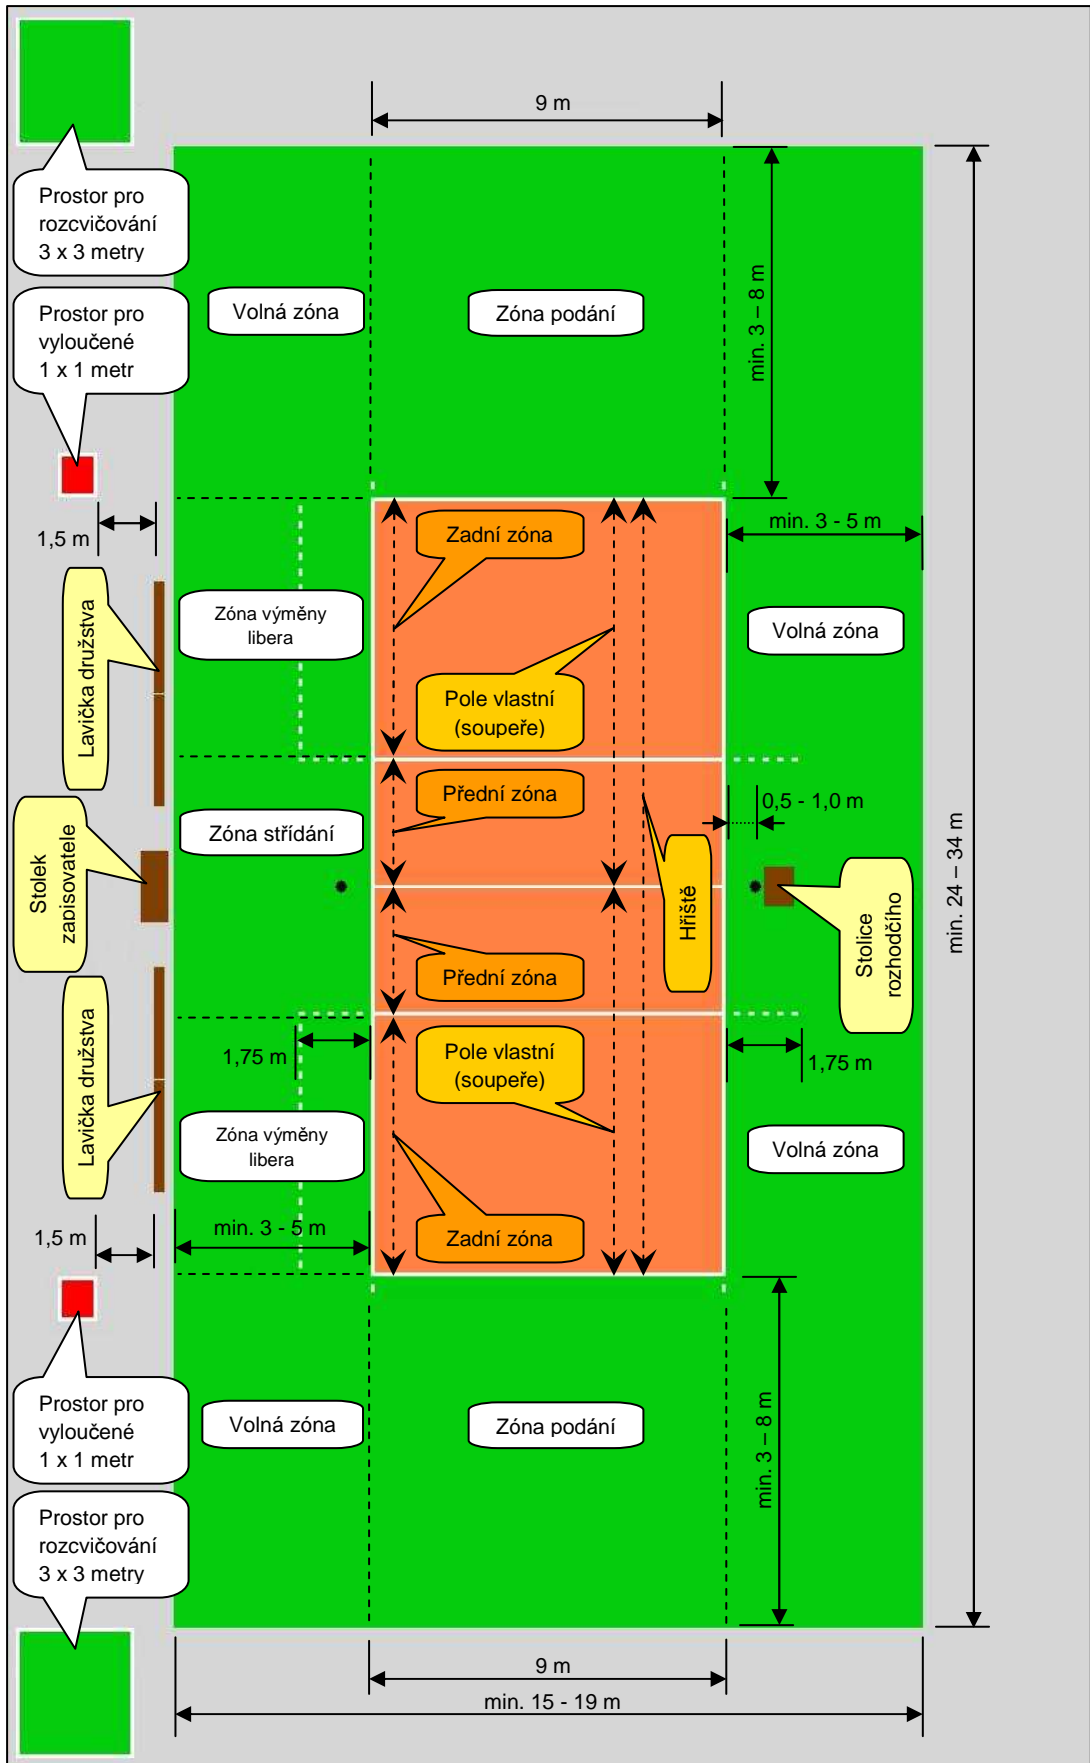 9 m
Prostor pro
rozcvičování
3 x 3 metry
Prostor pro
vyloučené
1 x 1 metr
Volná zóna
Zóna podání
min. 3 – 8 m
1,5 m
Zadní zóna
min. 3 - 5 m
Lavička družstva
Zóna výměny
libera
Volná zóna
Pole vlastní
(soupeře)
Přední zóna
0,5 - 1,0 m
Zóna střídání
Stolek
zapisovatele
Hřiště
Stolice
rozhodčího
min. 24 – 34 m
Přední zóna
Lavička družstva
1,75 m
Pole vlastní
(soupeře)
1,75 m
Zóna výměny
libera
Volná zóna
min. 3 - 5 m
Zadní zóna
1,5 m
Prostor pro
vyloučené
1 x 1 metr
Volná zóna
Zóna podání
min. 3 – 8 m
Prostor pro
rozcvičování
3 x 3 metry
9 m
min. 15 - 19 m